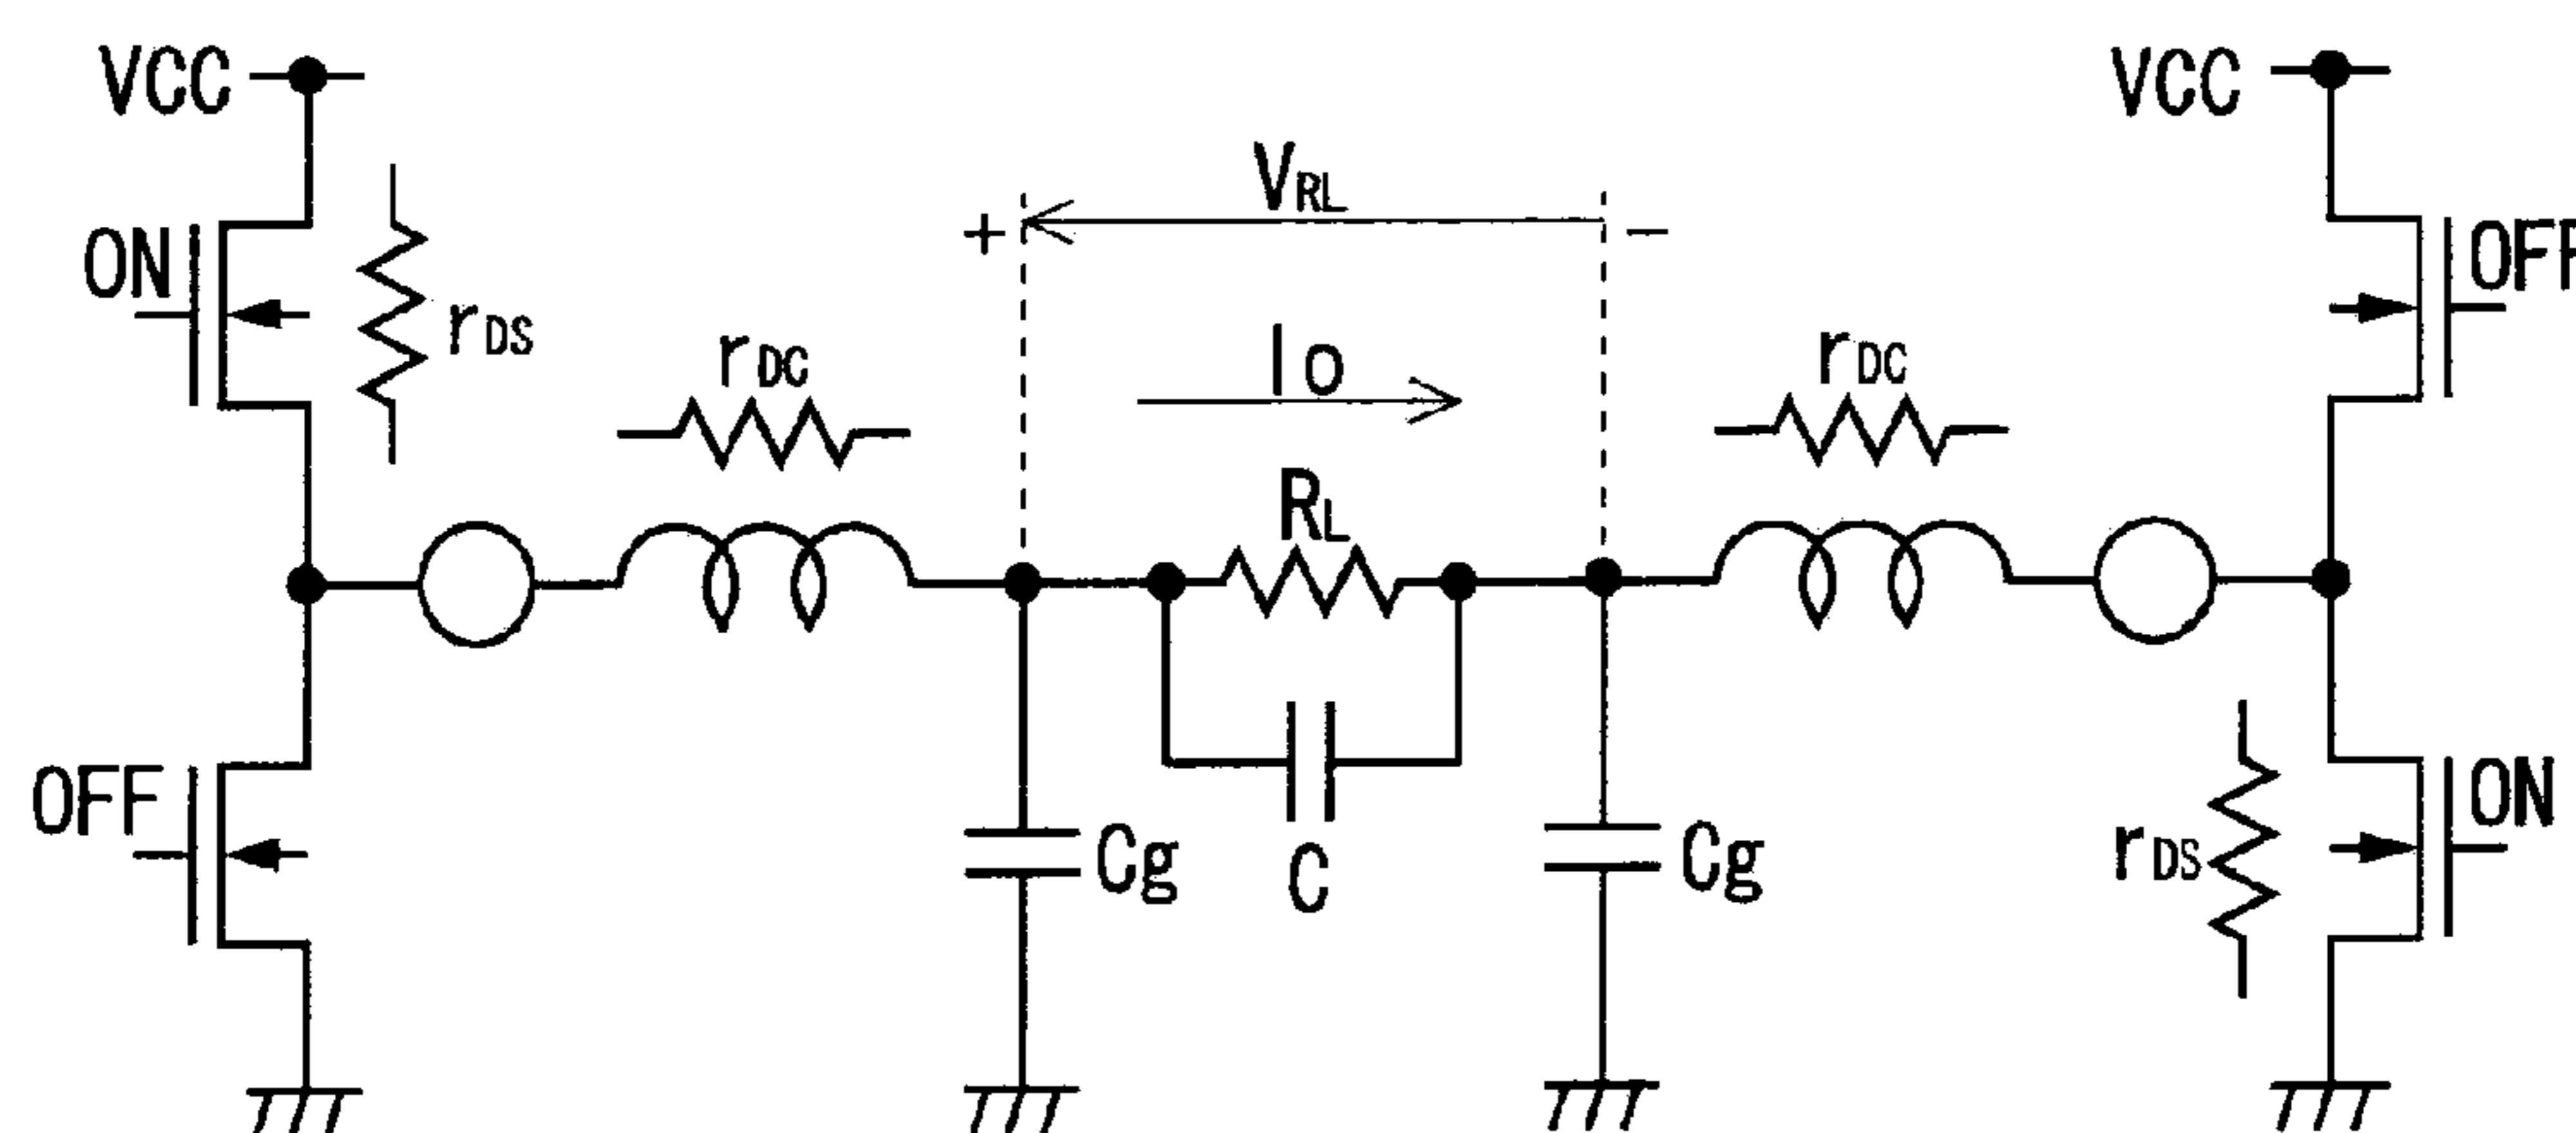 VCC
VCC
VRL
+
−
ON
OFF
rDS
rDC
Io
rDC
RL
OFF
ON
Cg
C
Cg
rDS